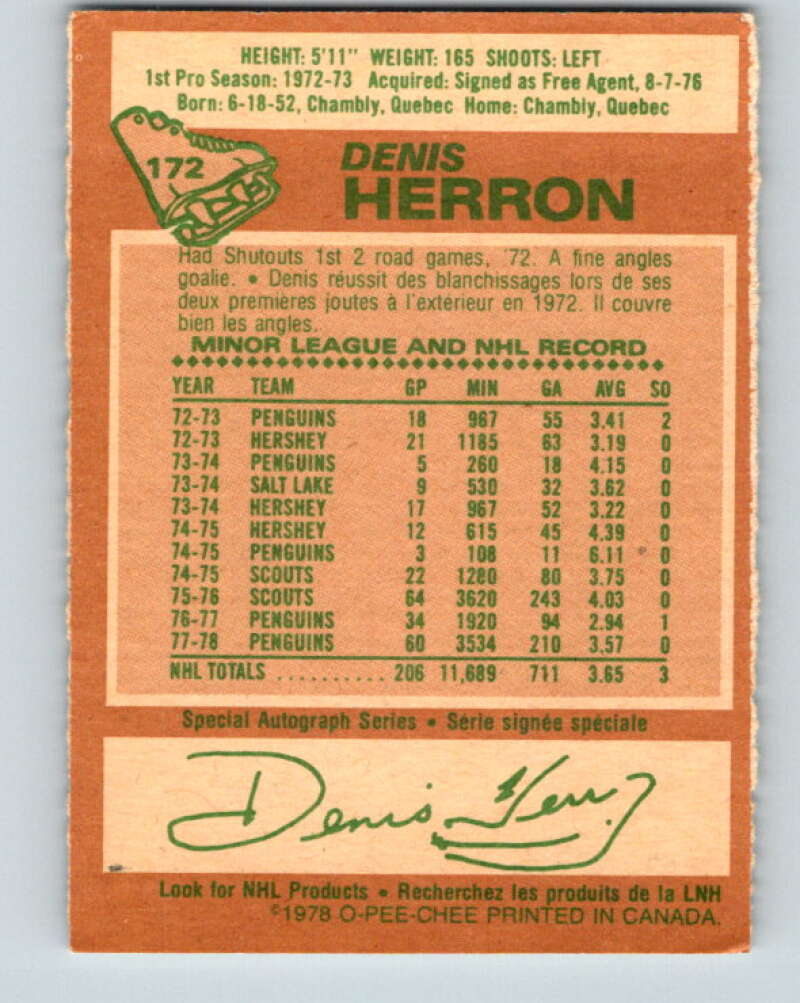 HEIGHT: 5'11" WEIGHT: 165 SHOOTS: LEFT
1st Pro Season: 1972-73 Acquired: Signed as Free Agent, 8-7-76
Born: 6-18-52, Chambly, Quebec Home: Chambly, Quebec
172
DENIS
HERRON
Had Shutouts 1st 2 road games, '72. A fine angles
goalie. • Denis réussit des blanchissages lors de ses
deux premières joutes à l'extérieur en 1972. Il couvre
bien les angles.
MINOR LEAGUE AND NHL RECORD
YEAR TEAM GP MIN GA AVG SO
72-73 PENGUINS 18 967 55 3.41 2
72-73 HERSHEY 21 1185 63 3.19 0
73-74 PENGUINS 5 260 18 4.15 0
73-74 SALT LAKE 9 530 32 3.62 0
73-74 HERSHEY 17 967 52 3.22 0
74-75 HERSHEY 12 615 45 4.39 0
74-75 PENGUINS 3 108 11 6.11 0
74-75 SCOUTS 22 1280 80 3.75 0
75-76 SCOUTS 64 3620 243 4.03 0
76-77 PENGUINS 34 1920 94 2.94 1
77-78 PENGUINS 60 3534 210 3.57 0
NHL TOTALS .......... 206 11,689 711 3.65 3
Special Autograph Series • Série signée spéciale
Denis Herron
Look for NHL Products • Recherchez les produits de la LNH
©1978 O-PEE-CHEE PRINTED IN CANADA.